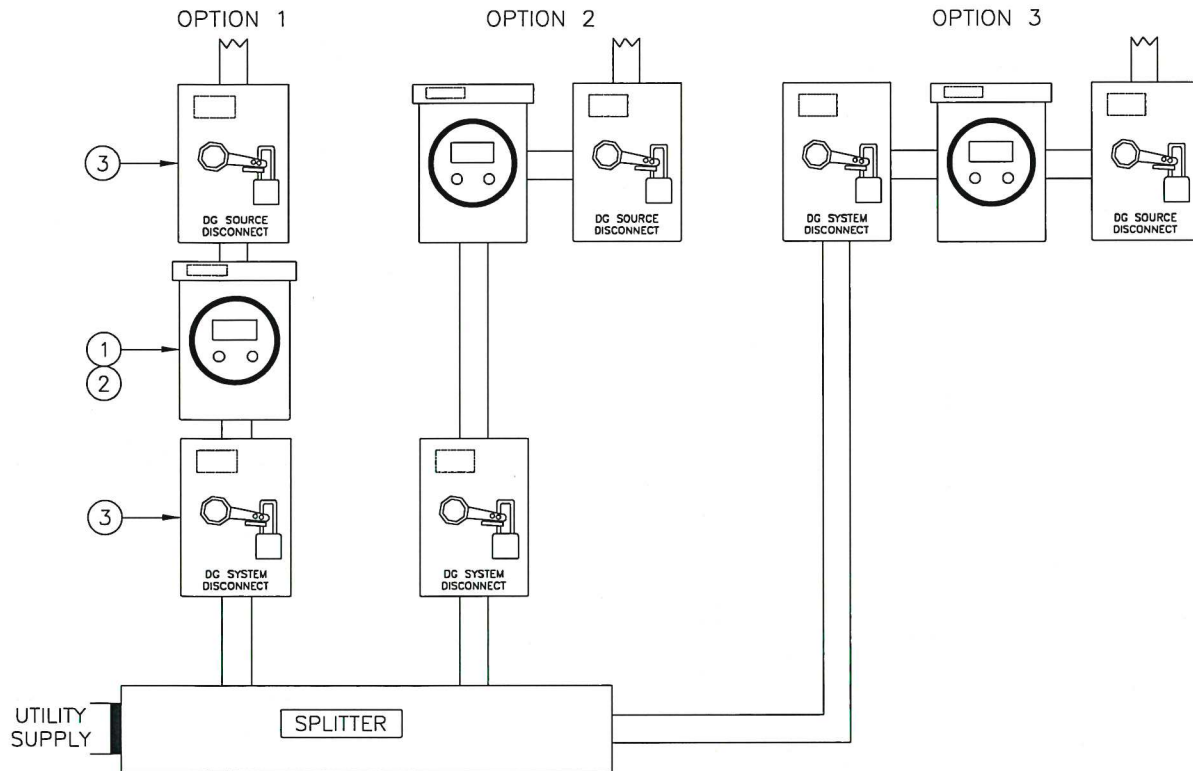 OPTION 1
OPTION 2
OPTION 3
3
DG SOURCE
DISCONNECT
DG SOURCE
DISCONNECT
DG SYSTEM
DISCONNECT
DG SOURCE
DISCONNECT
1
2
3
DG SYSTEM
DISCONNECT
DG SYSTEM
DISCONNECT
UTILITY
SUPPLY
SPLITTER